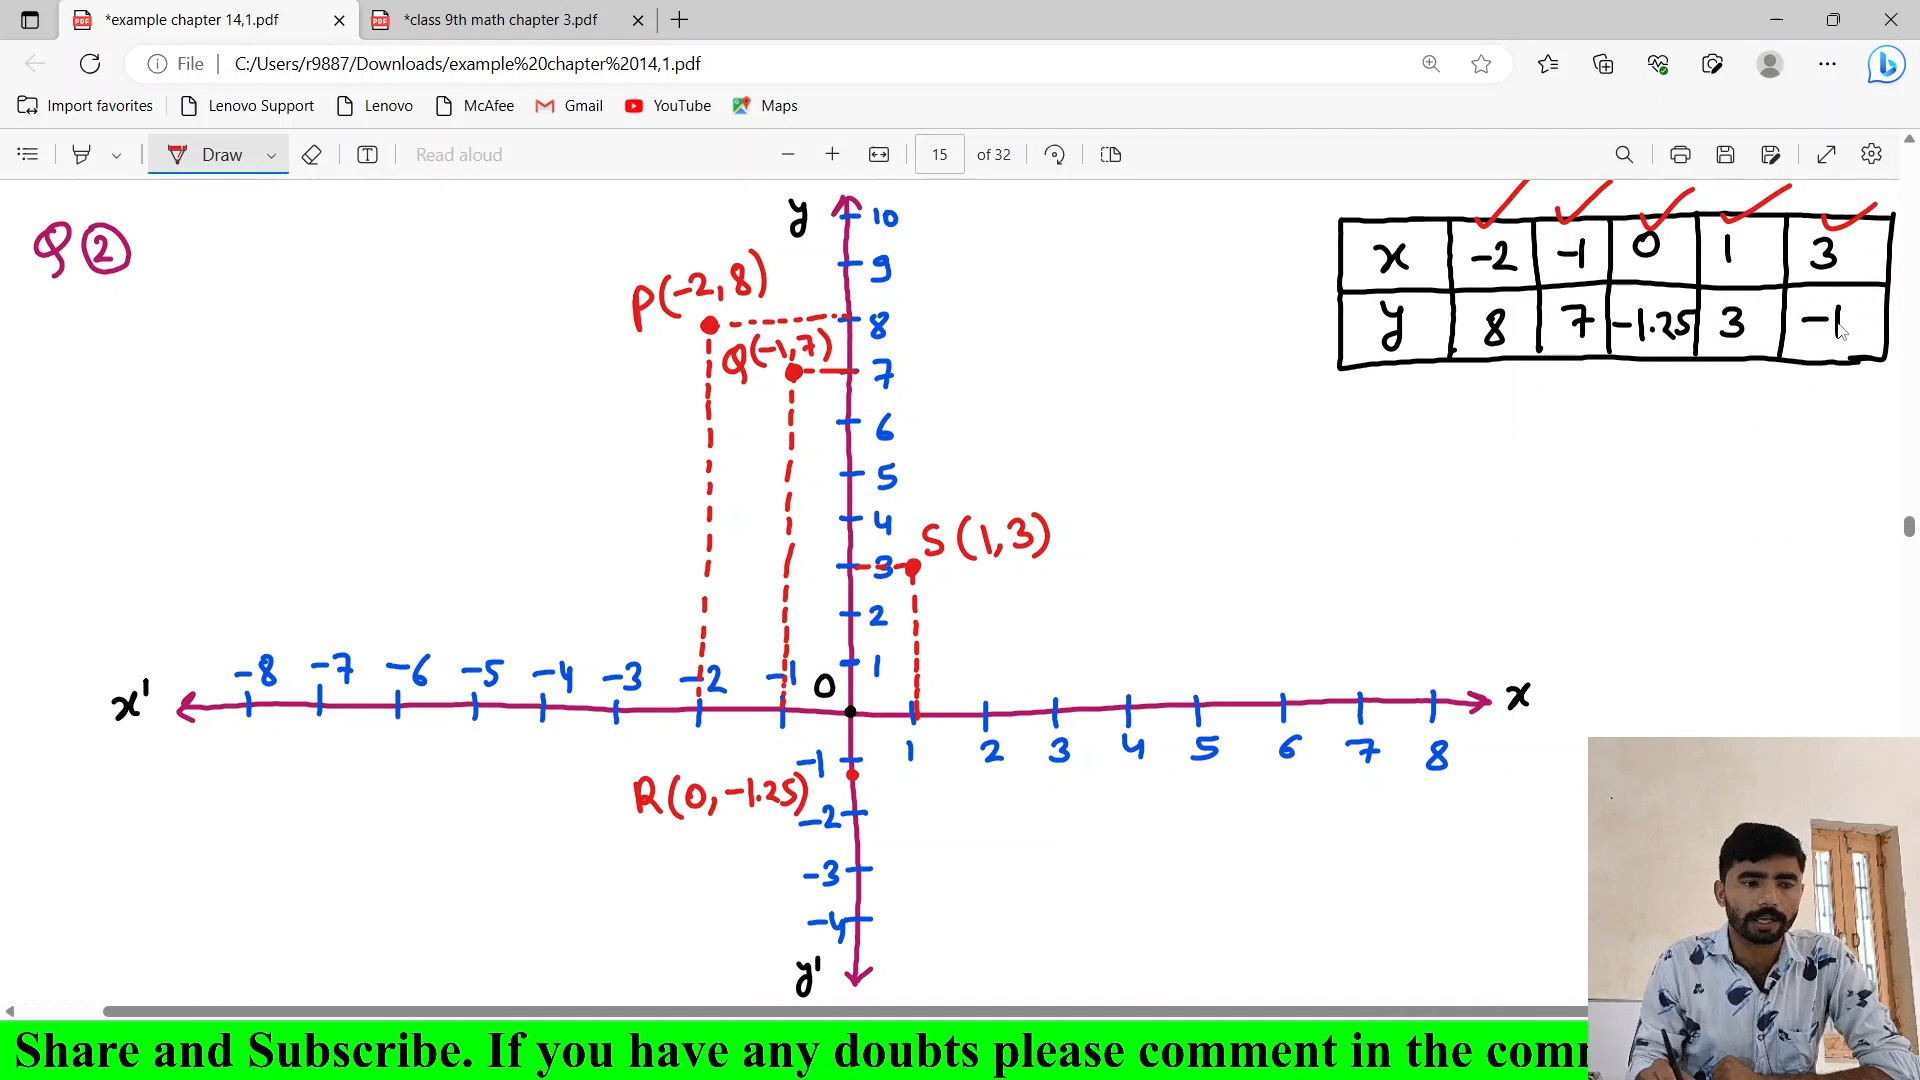 *example chapter 14,1.pdf
*class 9th math chapter 3.pdf
File C:/Users/r9887/Downloads/example%20chapter%2014,1.pdf
Import favorites Lenovo Support Lenovo McAfee Gmail YouTube Maps
Draw Read aloud 15 of 32
Q 2
y
10
9
8
7
6
5
4
3
2
1
P(-2,8)
Q(-1,7)
S(1,3)
x -2 -1 0 1 3
y 8 7 -1.25 3 -1
x' -8 -7 -6 -5 -4 -3 -2 -1 0 x
1 2 3 4 5 6 7 8
-1
R(0,-1.25)
-2
-3
-4
y'
Share and Subscribe. If you have any doubts please comment in the